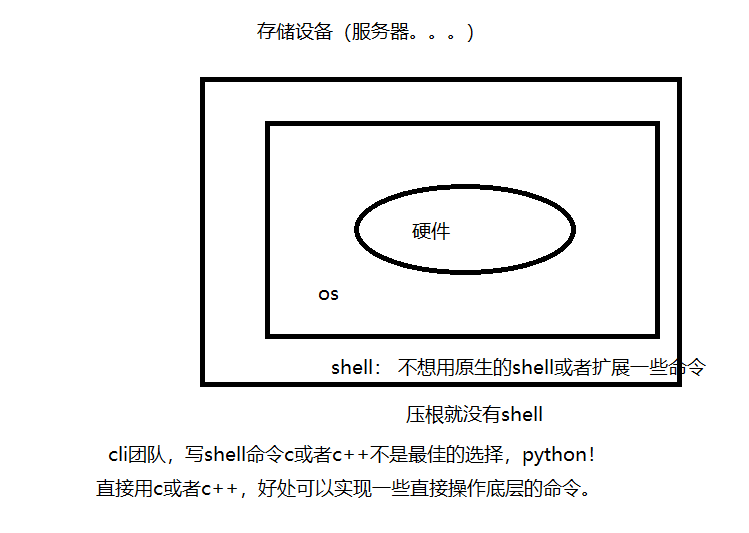 存储设备（服务器。。。）
硬件
os
shell： 不想用原生的shell或者扩展一些命令
压根就没有shell
cli团队，写shell命令c或者c++不是最佳的选择，python！
直接用c或者c++，好处可以实现一些直接操作底层的命令。